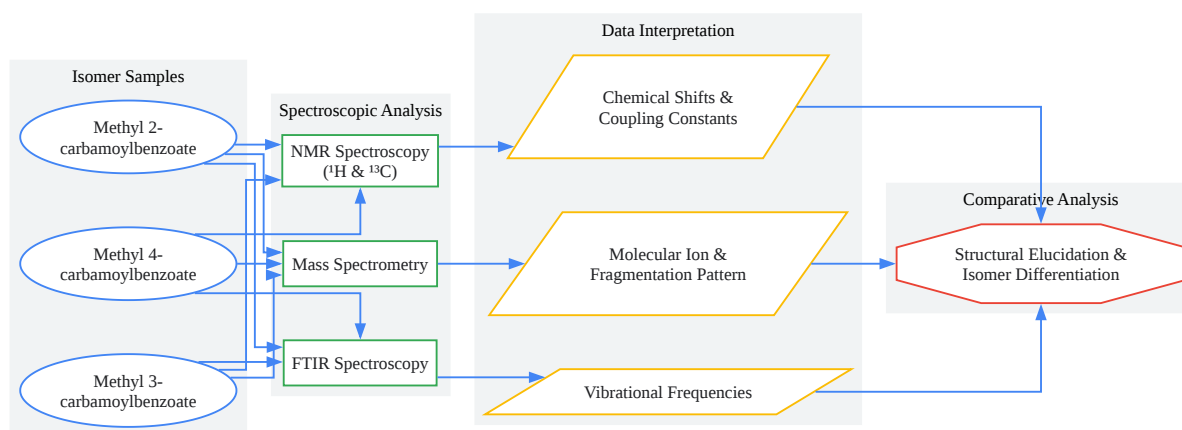 Isomer Samples
Methyl 2-
carbamoylbenzoate
Methyl 4-
carbamoylbenzoate
Methyl 3-
carbamoylbenzoate
Spectroscopic Analysis
NMR Spectroscopy
(¹H & ¹³C)
Mass Spectrometry
FTIR Spectroscopy
Data Interpretation
Chemical Shifts &
Coupling Constants
Molecular Ion &
Fragmentation Pattern
Vibrational Frequencies
Comparative Analysis
Structural Elucidation &
Isomer Differentiation